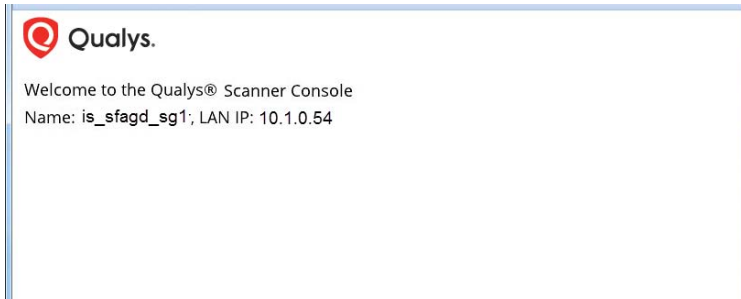 Qualys.
Welcome to the Qualys® Scanner Console
Name: is_sfagd_sg1:, LAN IP: 10.1.0.54